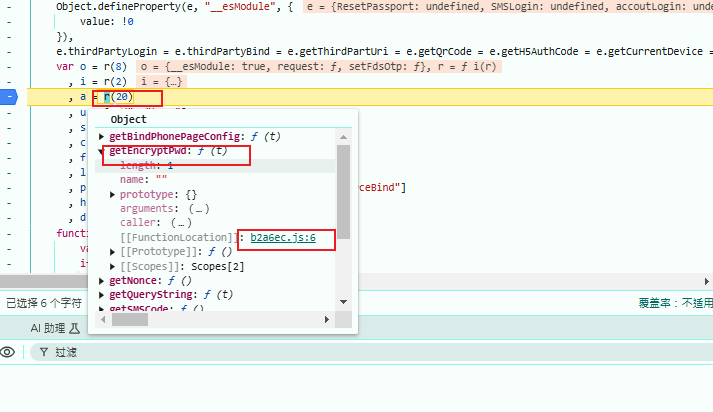 Object.defineProperty(e, "__esModule", { e = {ResetPassport: undefined, SMSLogin: undefined, accoutLogin: unde
value: !0
}),
e.thirdPartyLogin = e.thirdPartyBind = e.getThirdPartUri = e.getQrCode = e.getH5AuthCode = e.getCurrentDevice =
var o = r(8) o = {__esModule: true, request: ƒ, setFdsOtp: ƒ}, r = ƒ i(r)
, i = r(2) i = {…}
, a = r(20)
, u
, s
, c
, f
, l
, p rceBind"]
, h
, d
Object
getBindPhonePageConfig: ƒ (t)
getEncryptPwd: ƒ (t)
length: 1
name: ""
prototype: {}
arguments: (…)
caller: (…)
[[FunctionLocation]]: b2a6ec.js:6
[[Prototype]]: ƒ ()
[[Scopes]]: Scopes[2]
getNonce: ƒ ()
getQueryString: ƒ (t)
getSMSCode: ƒ ()
func
va
i
已选择 6 个字符
覆盖率：不适用
AI 助理
过滤